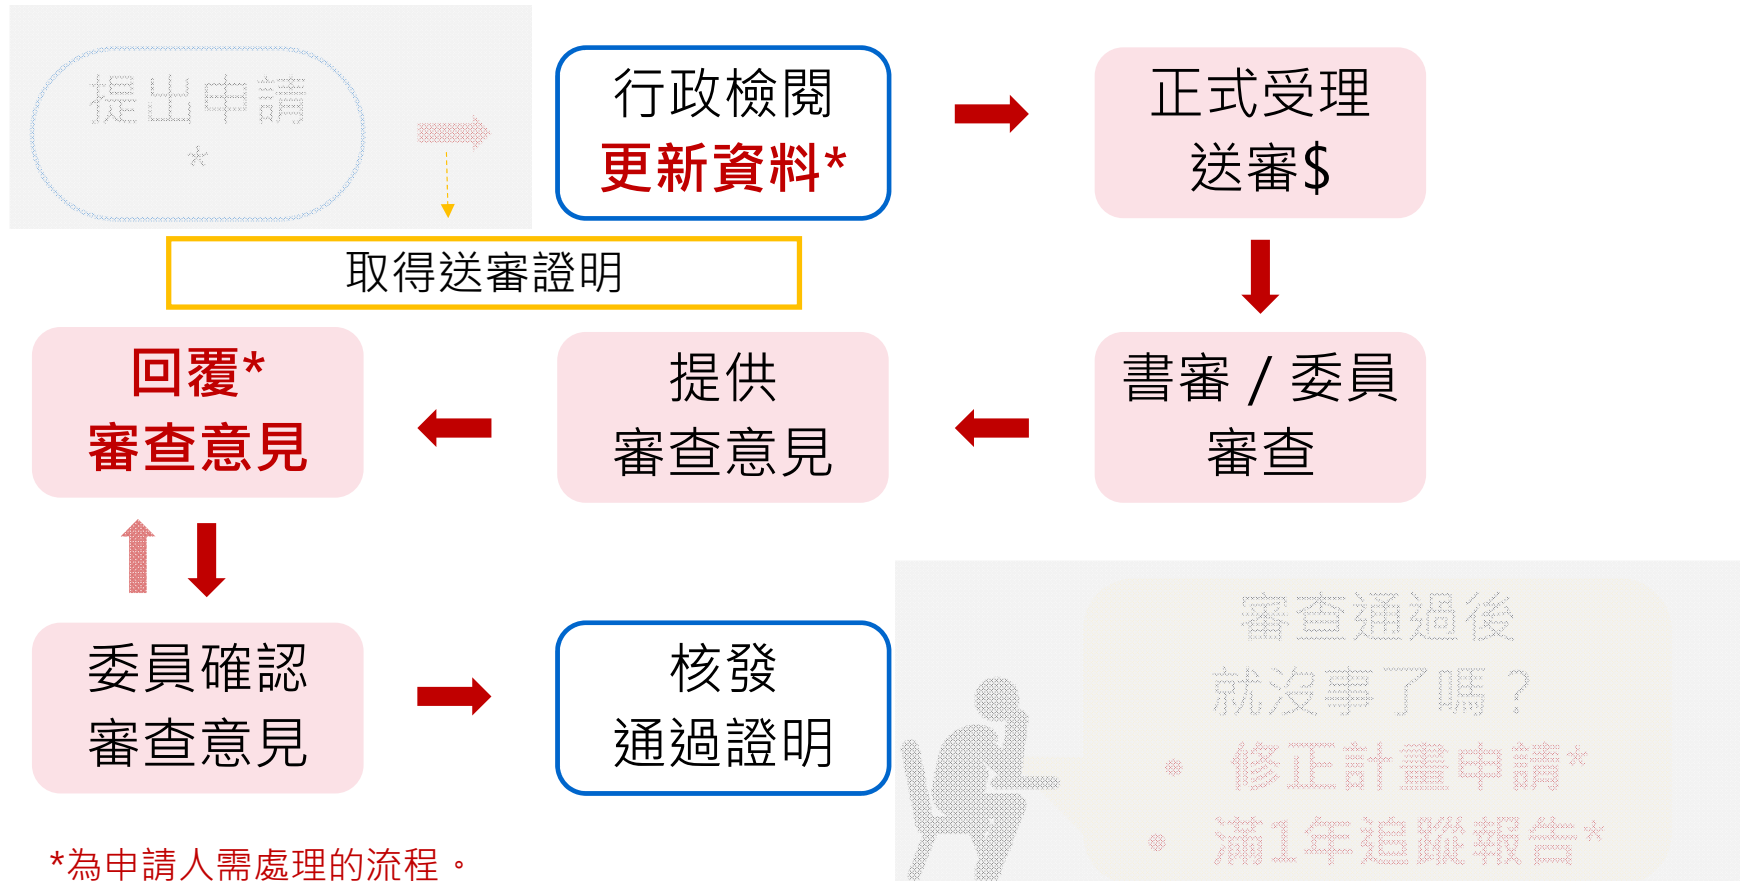 提出申請
*
行政檢閱
更新資料*
正式受理
送審$
取得送審證明
回覆*
審查意見
提供
審查意見
書審 / 委員
審查
委員確認
審查意見
核發
通過證明
審查通過後
就沒事了嗎？
• 修正計畫申請*
• 滿1年追蹤報告*
*為申請人需處理的流程。